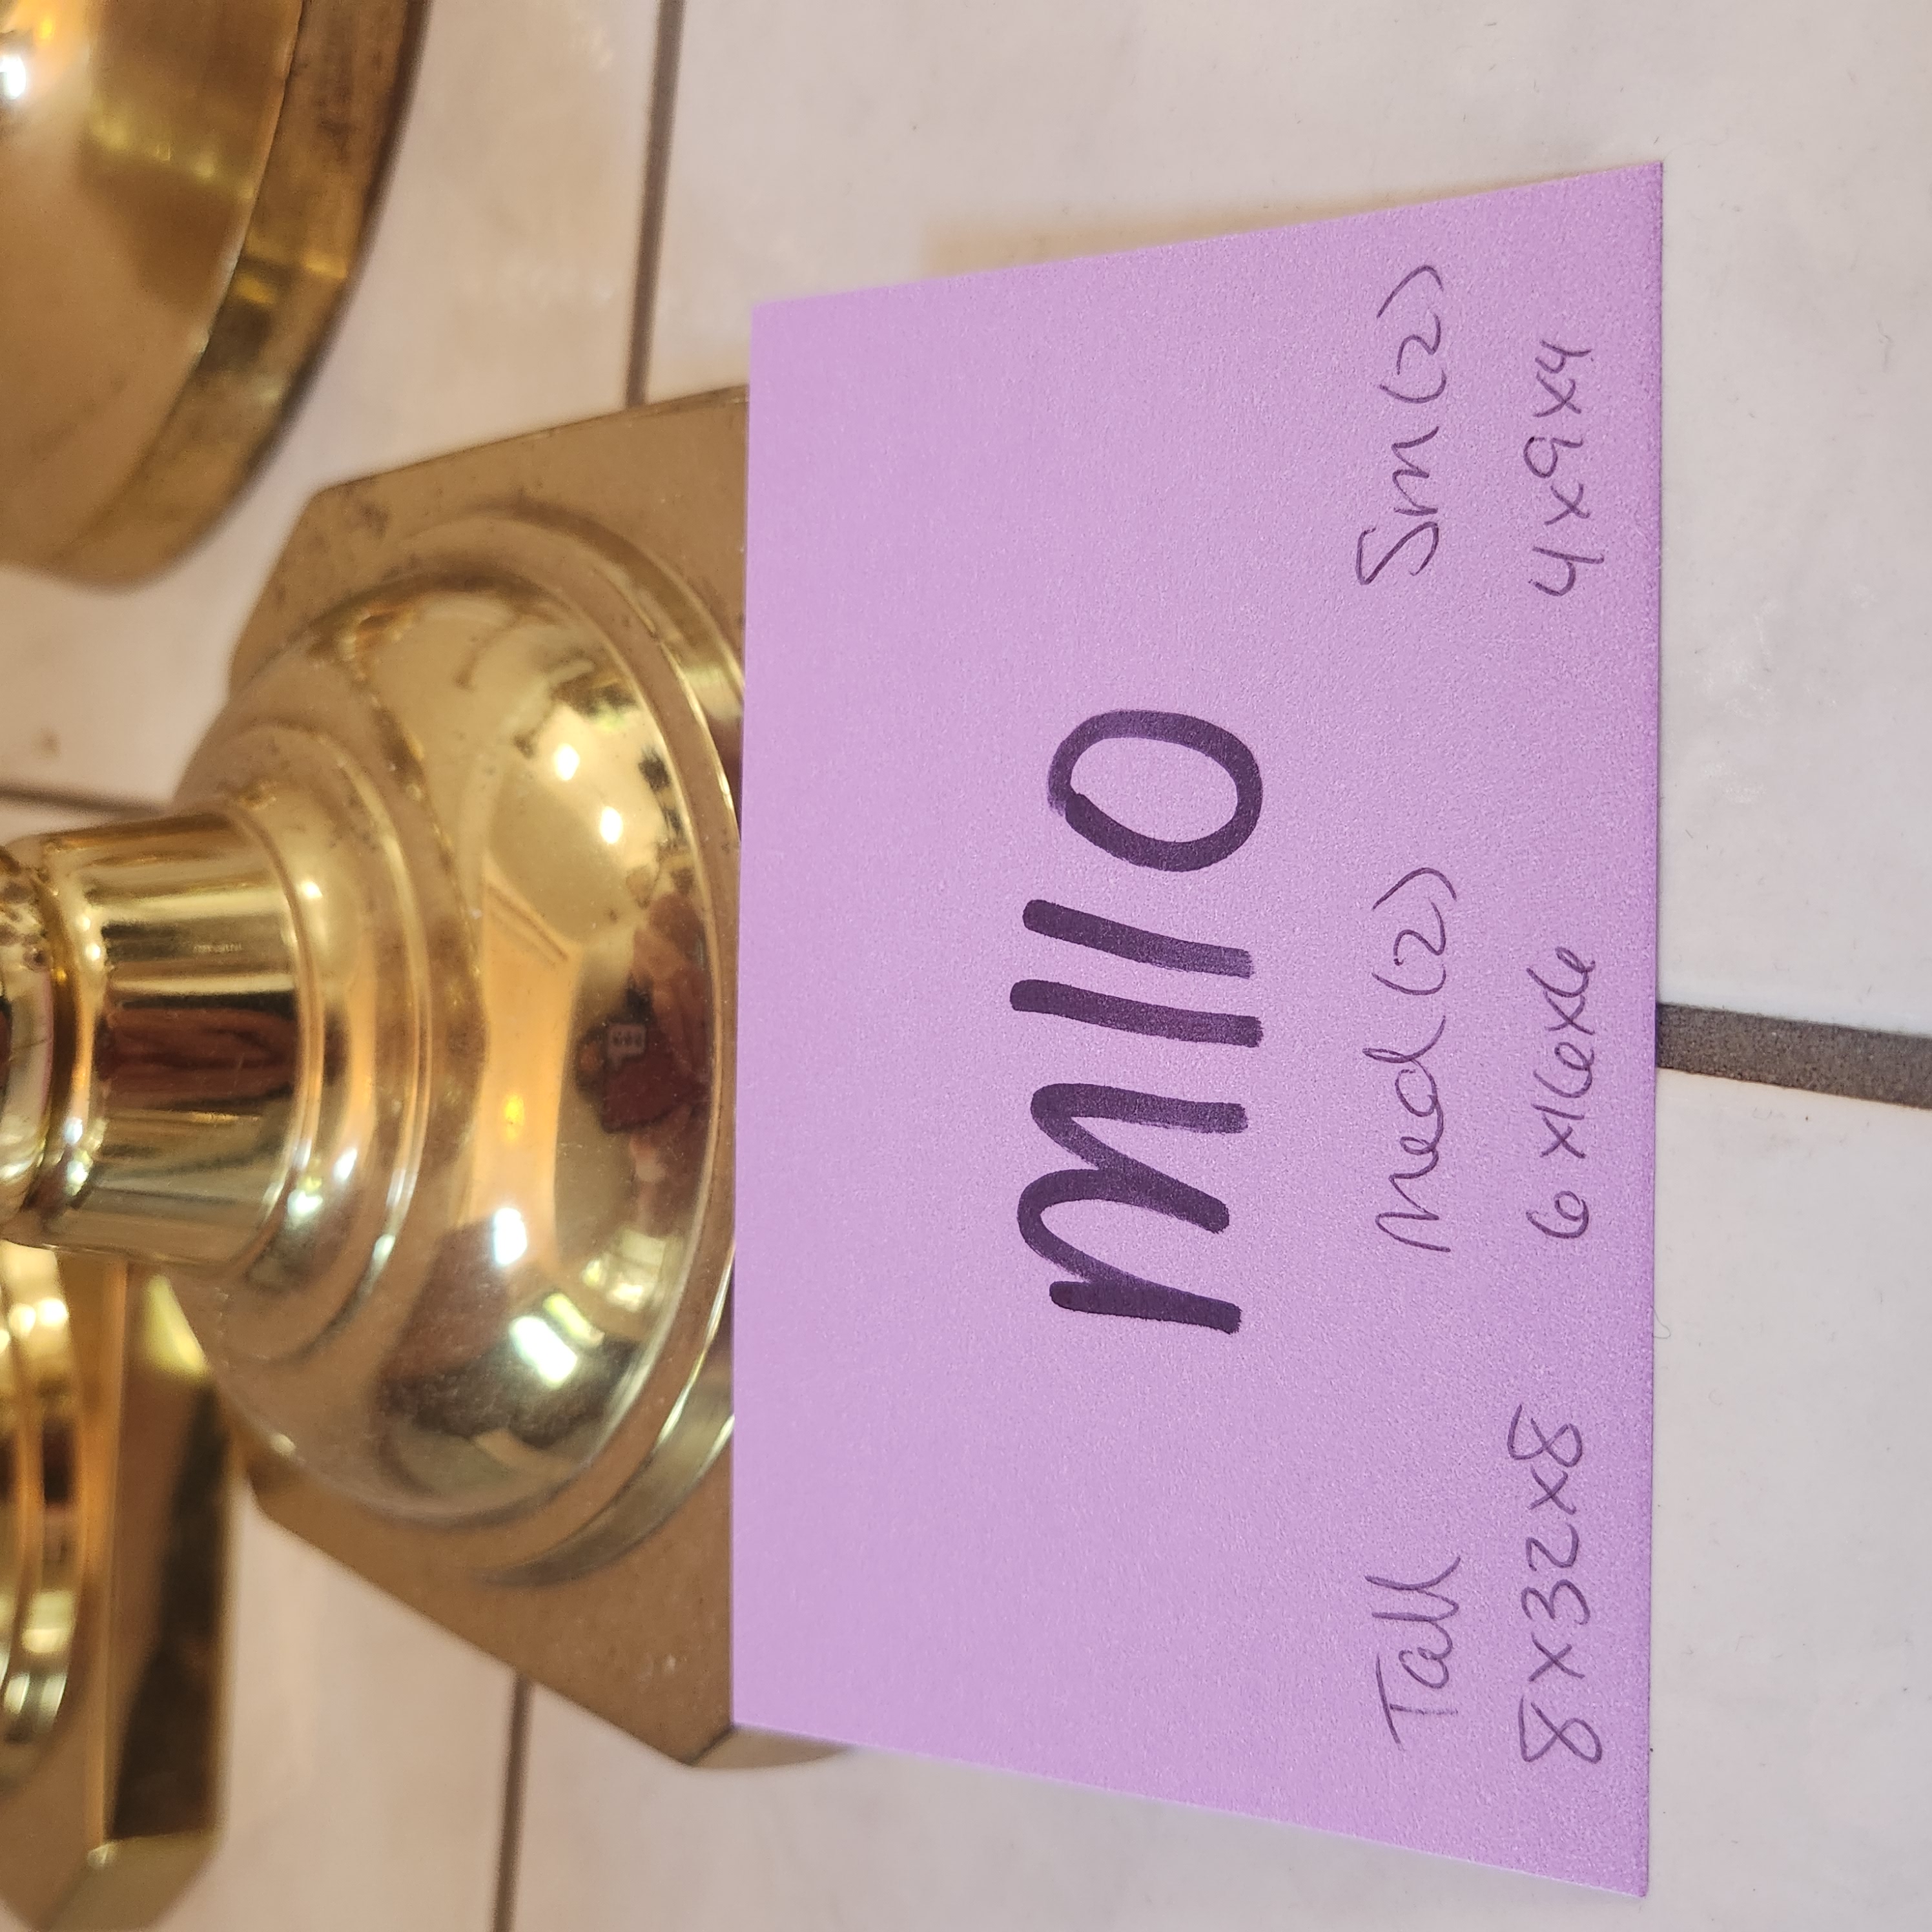 M110
Tall Med (2) Sm (2)
8x32x8 6x16x6 4x9x4